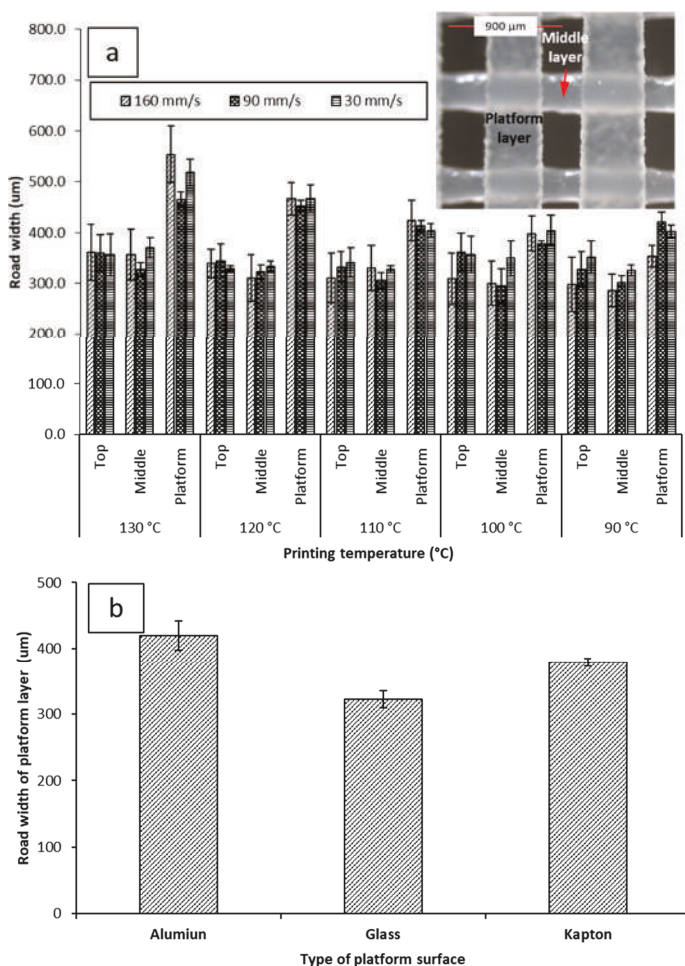 a
800.0
700.0
600.0
500.0
400.0
300.0
200.0
100.0
0.0
Road width (um)
160 mm/s 90 mm/s 30 mm/s
900 µm
Middle
layer
Platform
layer
Top Middle Platform Top Middle Platform Top Middle Platform Top Middle Platform Top Middle Platform
130 °C 120 °C 110 °C 100 °C 90 °C
Printing temperature (°C)
b
500
400
300
200
100
0
Road width of platform layer (um)
Alumiun Glass Kapton
Type of platform surface